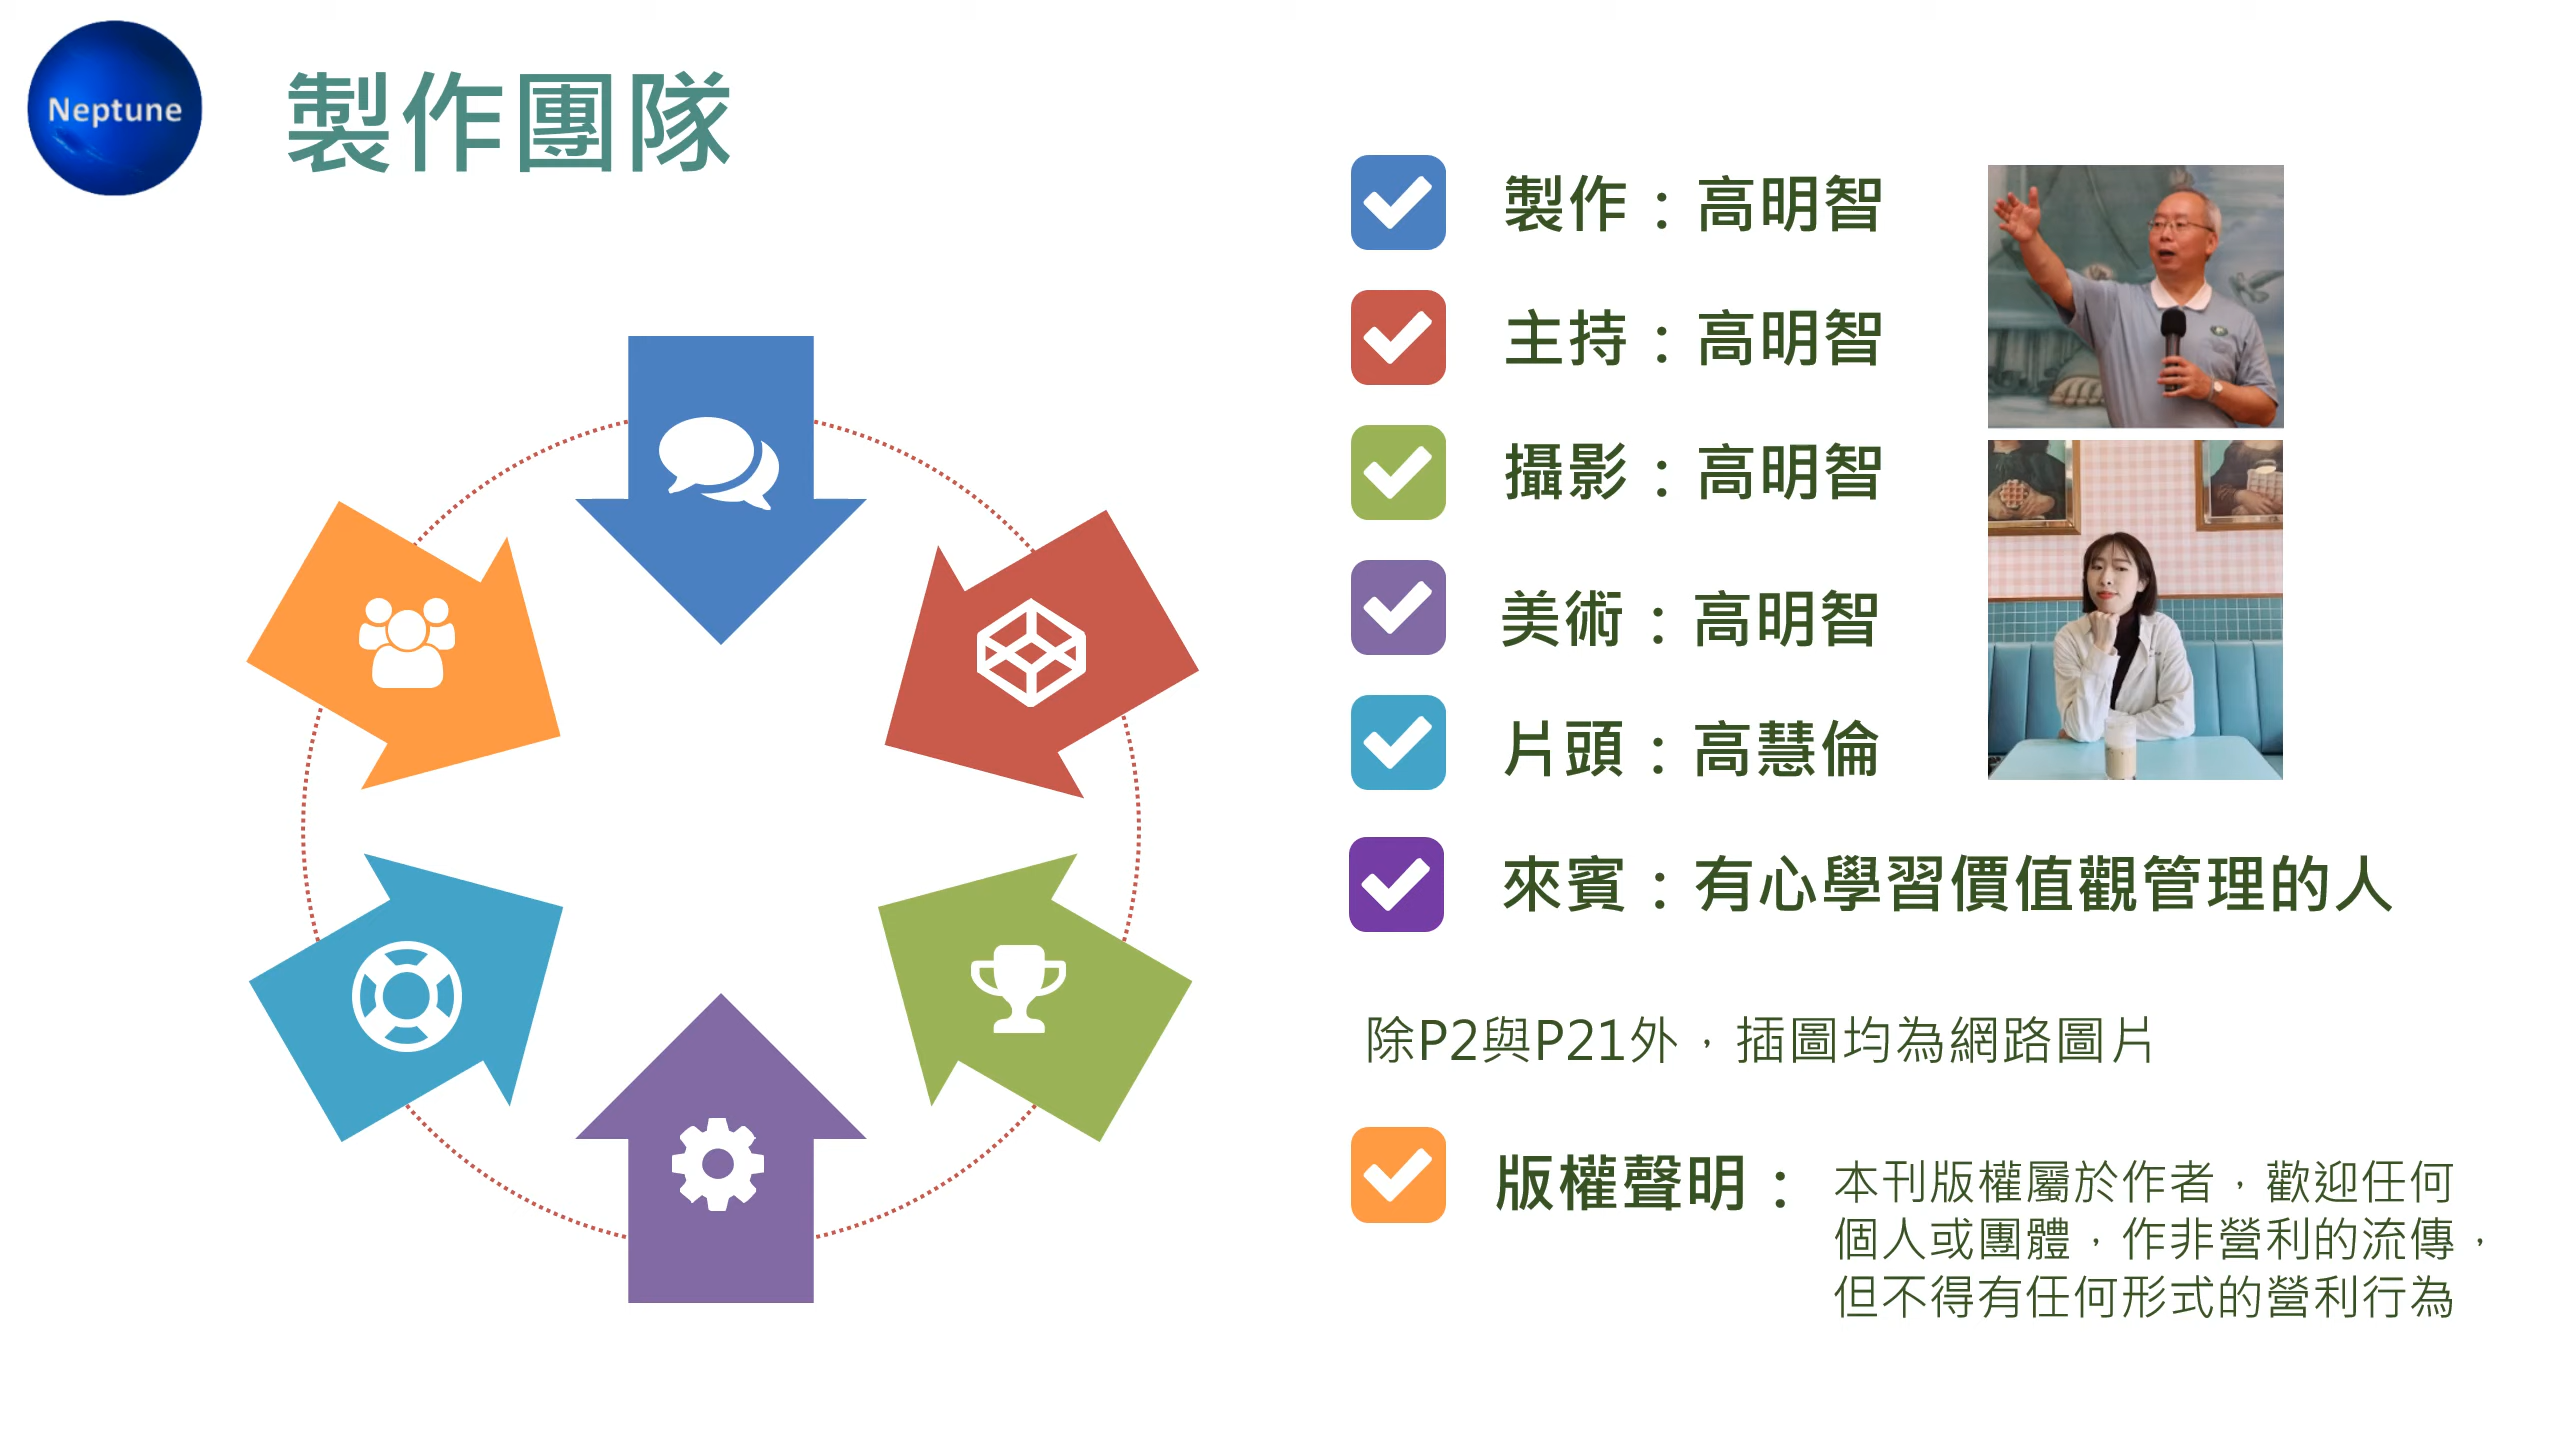 Neptune
製作團隊
製作：高明智
主持：高明智
攝影：高明智
美術：高明智
片頭：高慧倫
來賓：有心學習價值觀管理的人
除P2與P21外，插圖均為網路圖片
版權聲明：
本刊版權屬於作者，歡迎任何
個人或團體，作非營利的流傳，
但不得有任何形式的營利行為